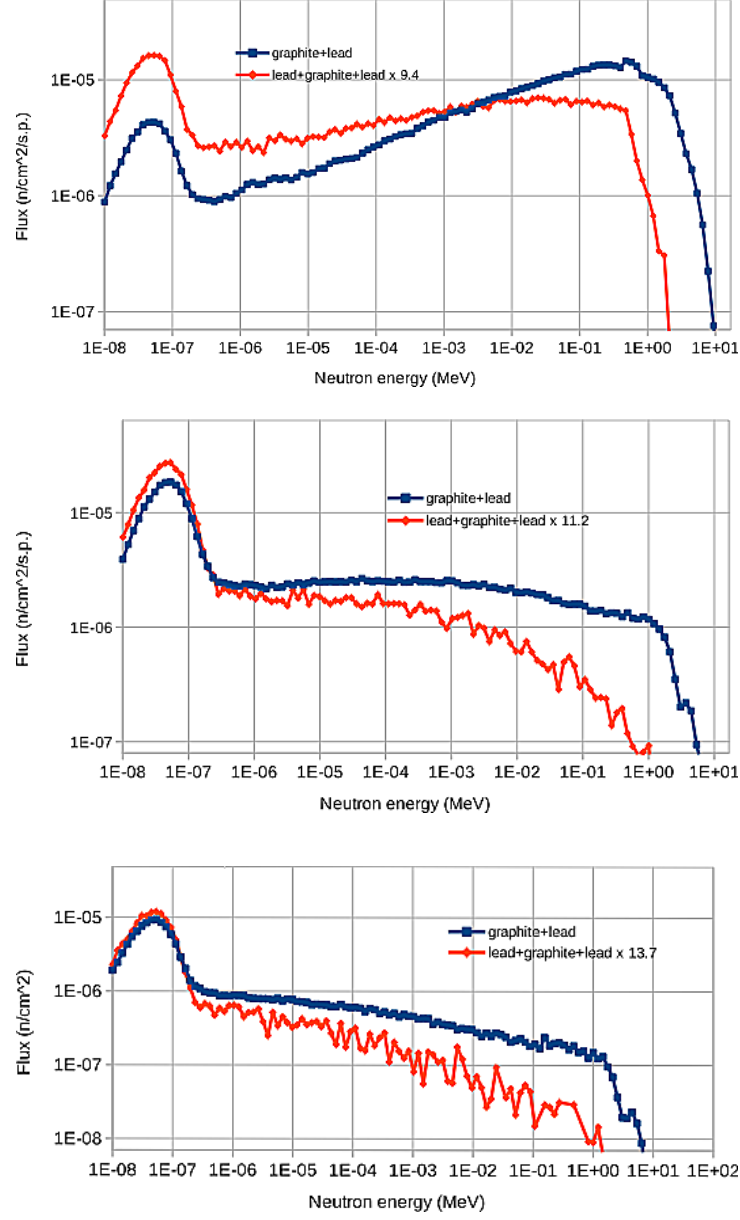 graphite+lead
lead+graphite+lead x 9.4
Flux (n/cm^2/s.p.)
1E-05
1E-06
1E-07
1E-08 1E-07 1E-06 1E-05 1E-04 1E-03 1E-02 1E-01 1E+00 1E+01
Neutron energy (MeV)
graphite+lead
lead+graphite+lead x 11.2
Flux (n/cm^2/s.p.)
1E-05
1E-06
1E-07
1E-08 1E-07 1E-06 1E-05 1E-04 1E-03 1E-02 1E-01 1E+00 1E+01
Neutron energy (MeV)
graphite+lead
lead+graphite+lead x 13.7
Flux (n/cm^2)
1E-05
1E-06
1E-07
1E-08
1E-08 1E-07 1E-06 1E-05 1E-04 1E-03 1E-02 1E-01 1E+00 1E+01 1E+02
Neutron energy (MeV)